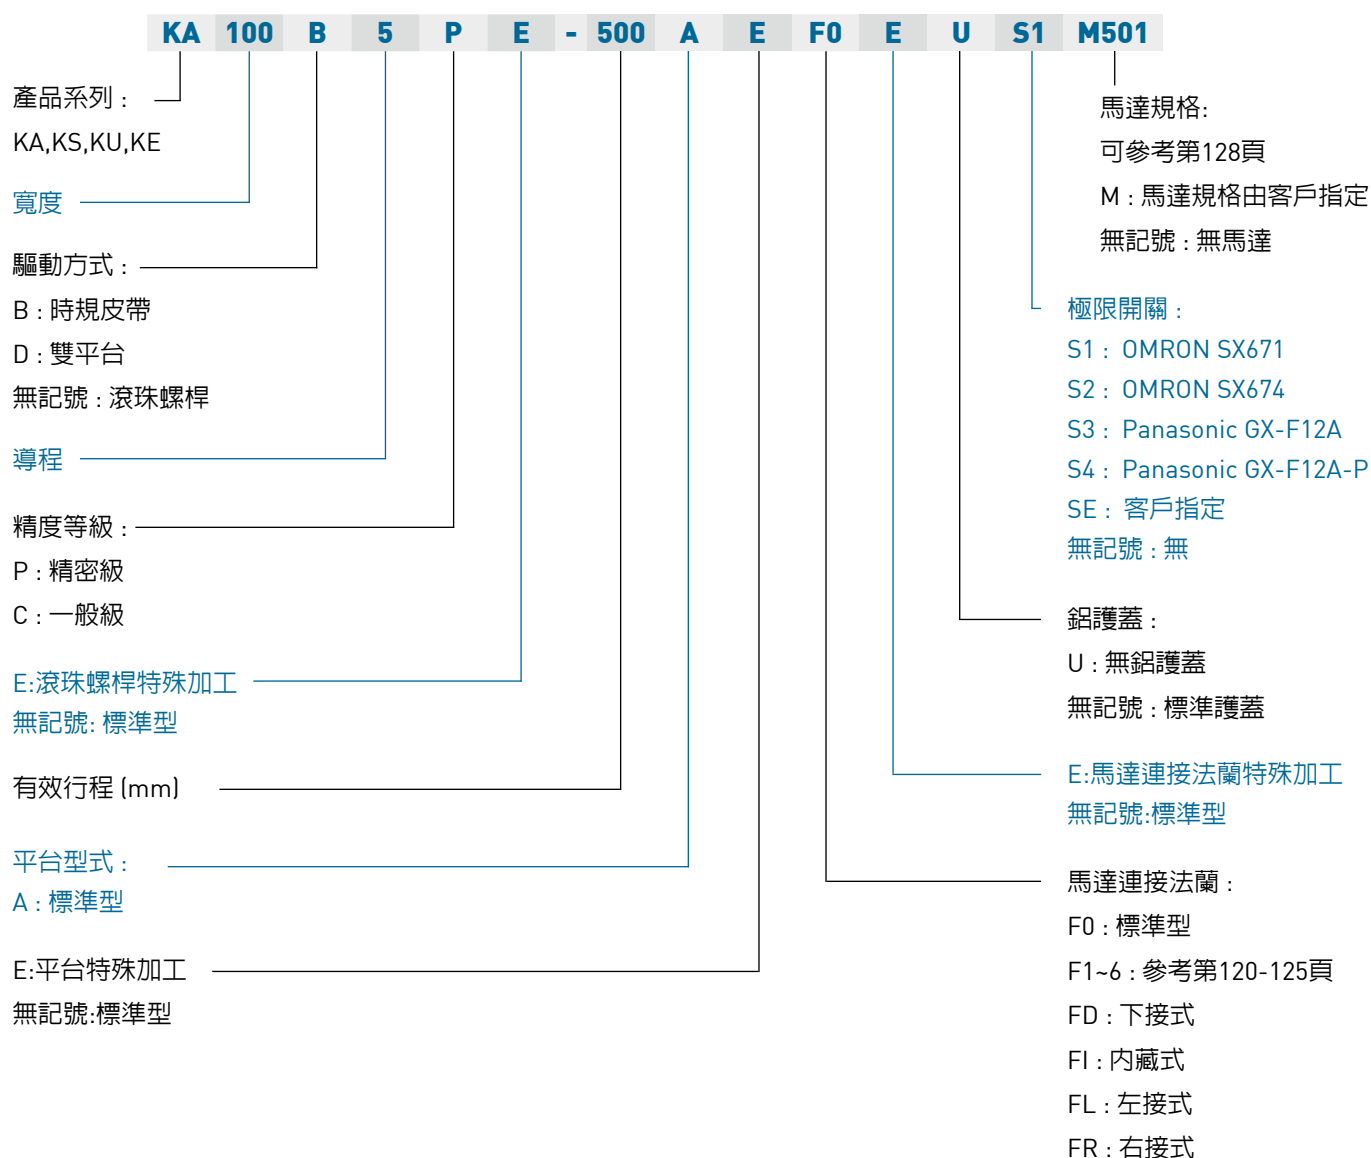 KA 100 B 5 P E - 500 A E F0 E U S1 M501
產品系列 :
KA,KS,KU,KE
寬度
驅動方式 :
B : 時規皮帶
D : 雙平台
無記號 : 滾珠螺桿
導程
精度等級 :
P : 精密級
C : 一般級
E:滾珠螺桿特殊加工
無記號: 標準型
有效行程 (mm)
平台型式 :
A : 標準型
E:平台特殊加工
無記號:標準型
馬達規格:
可參考第128頁
M : 馬達規格由客戶指定
無記號 : 無馬達
極限開關 :
S1 : OMRON SX671
S2 : OMRON SX674
S3 : Panasonic GX-F12A
S4 : Panasonic GX-F12A-P
SE : 客戶指定
無記號 : 無
鋁護蓋 :
U : 無鋁護蓋
無記號 : 標準護蓋
E:馬達連接法蘭特殊加工
無記號:標準型
馬達連接法蘭 :
F0 : 標準型
F1~6 : 參考第120-125頁
FD : 下接式
FI : 內藏式
FL : 左接式
FR : 右接式